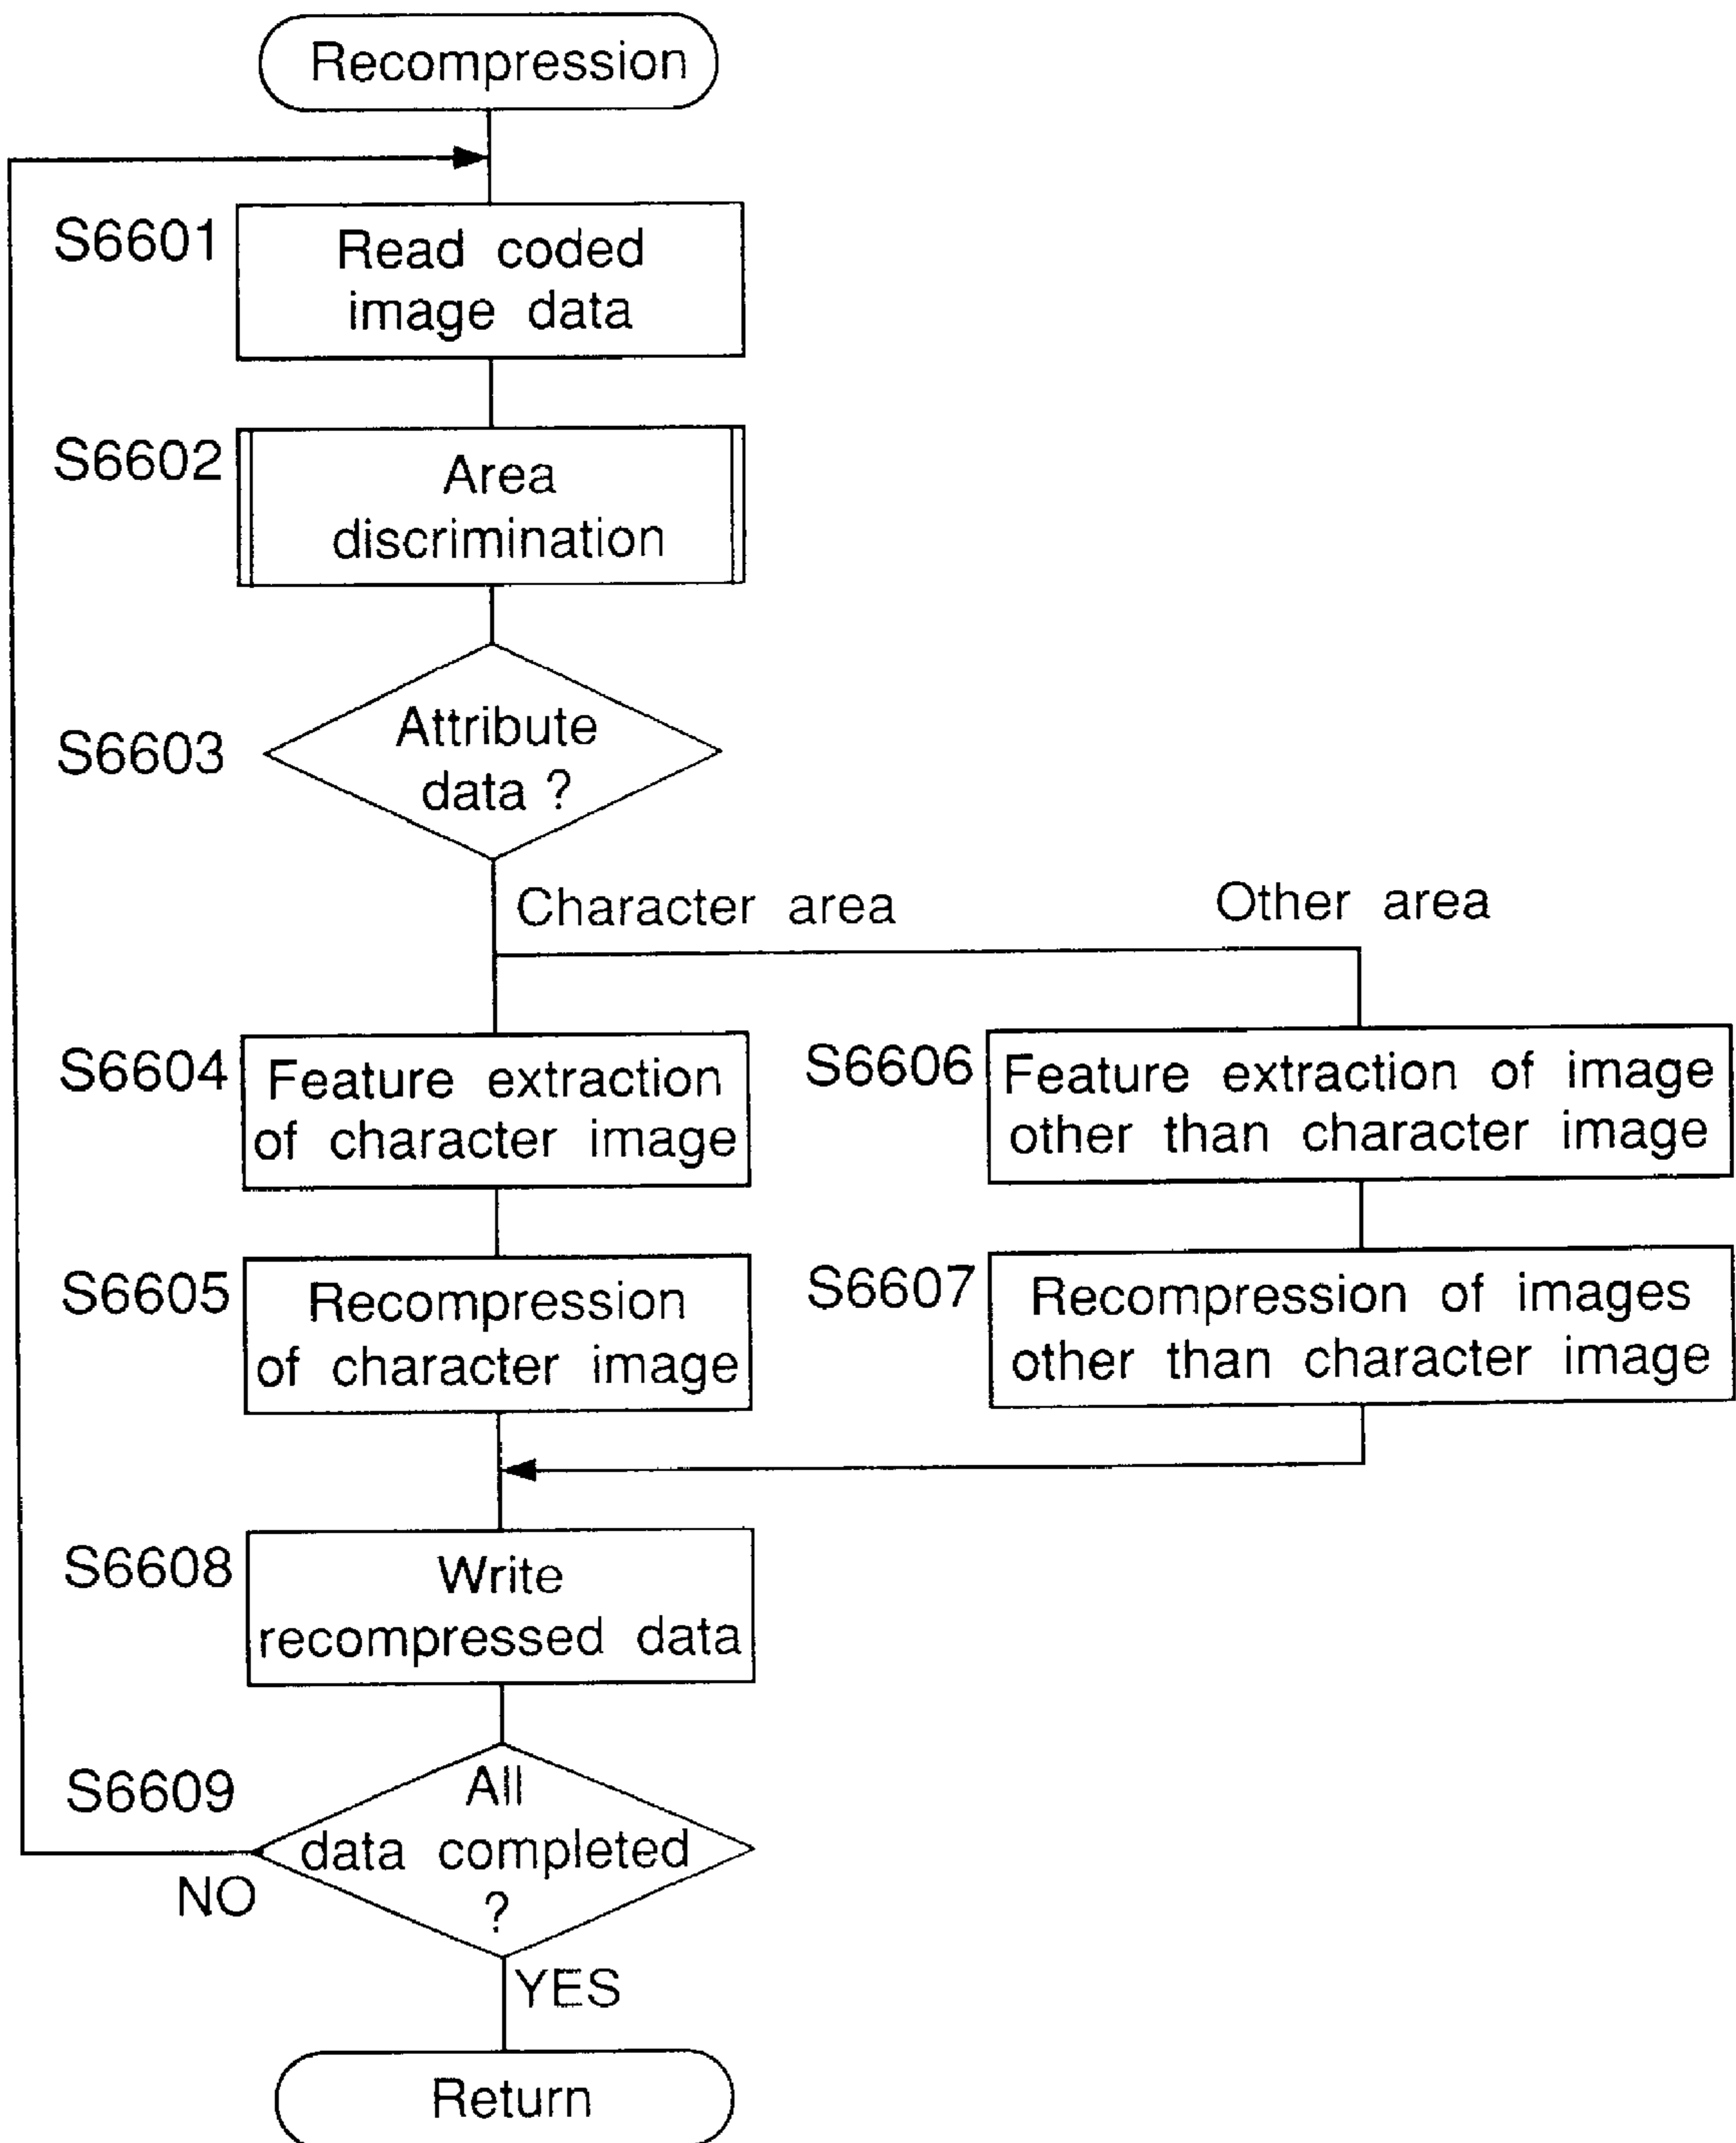 Recompression
S6601
Read coded
image data
S6602
Area
discrimination
S6603
Attribute
data ?
Character area
Other area
S6604
Feature extraction
of character image
S6606
Feature extraction of image
other than character image
S6605
Recompression
of character image
S6607
Recompression of images
other than character image
S6608
Write
recompressed data
S6609
All
data completed
?
NO
YES
Return